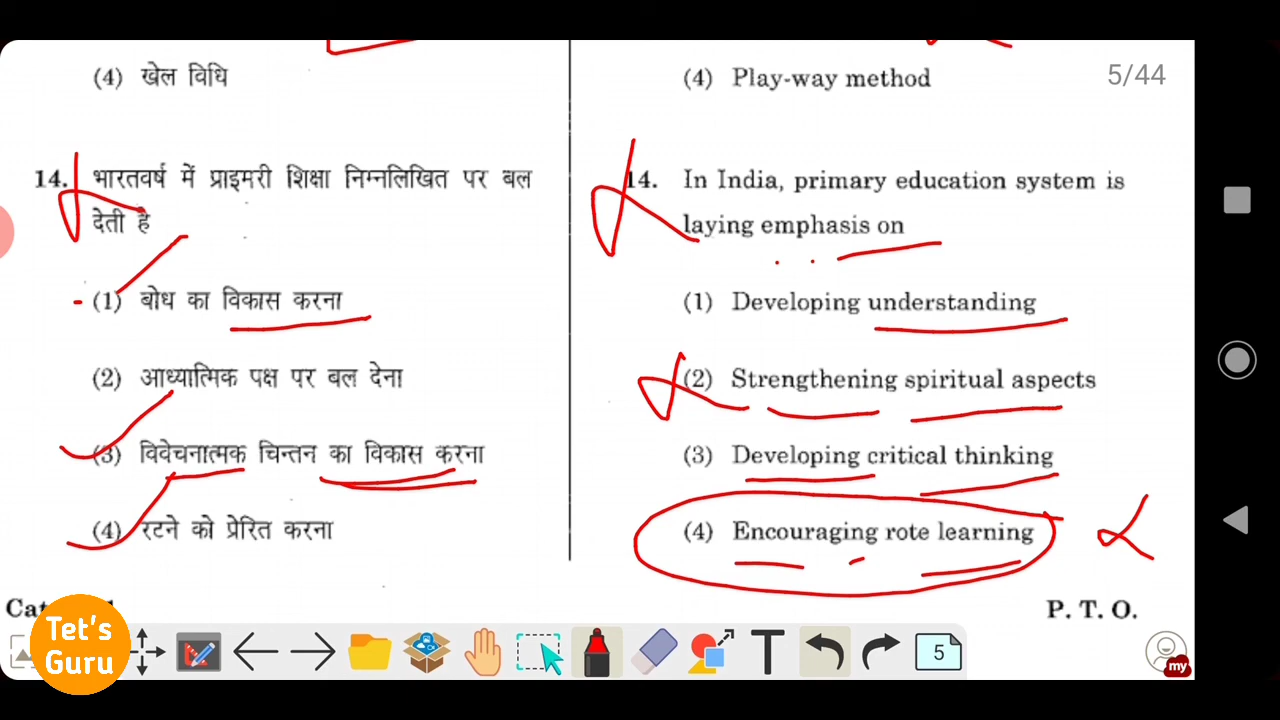 (4) खेल विधि
14. भारतवर्ष में प्राइमरी शिक्षा निम्नलिखित पर बल
देती है
(1) बोध का विकास करना
(2) आध्यात्मिक पक्ष पर बल देना
(3) विवेचनात्मक चिन्तन का विकास करना
(4) रटने को प्रेरित करना
(4) Play-way method
5/44
14. In India, primary education system is
laying emphasis on
(1) Developing understanding
(2) Strengthening spiritual aspects
(3) Developing critical thinking
(4) Encouraging rote learning
P. T. O.
Tet's
Guru
T
5
my